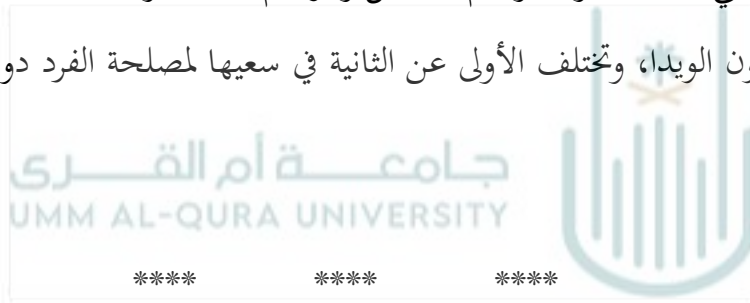 ون الويدا، وتختلف الأولى عن الثانية في سعيها لمصلحة الفرد دو
جامعة أم القرى
UMM AL-QURA UNIVERSITY
**** **** ****